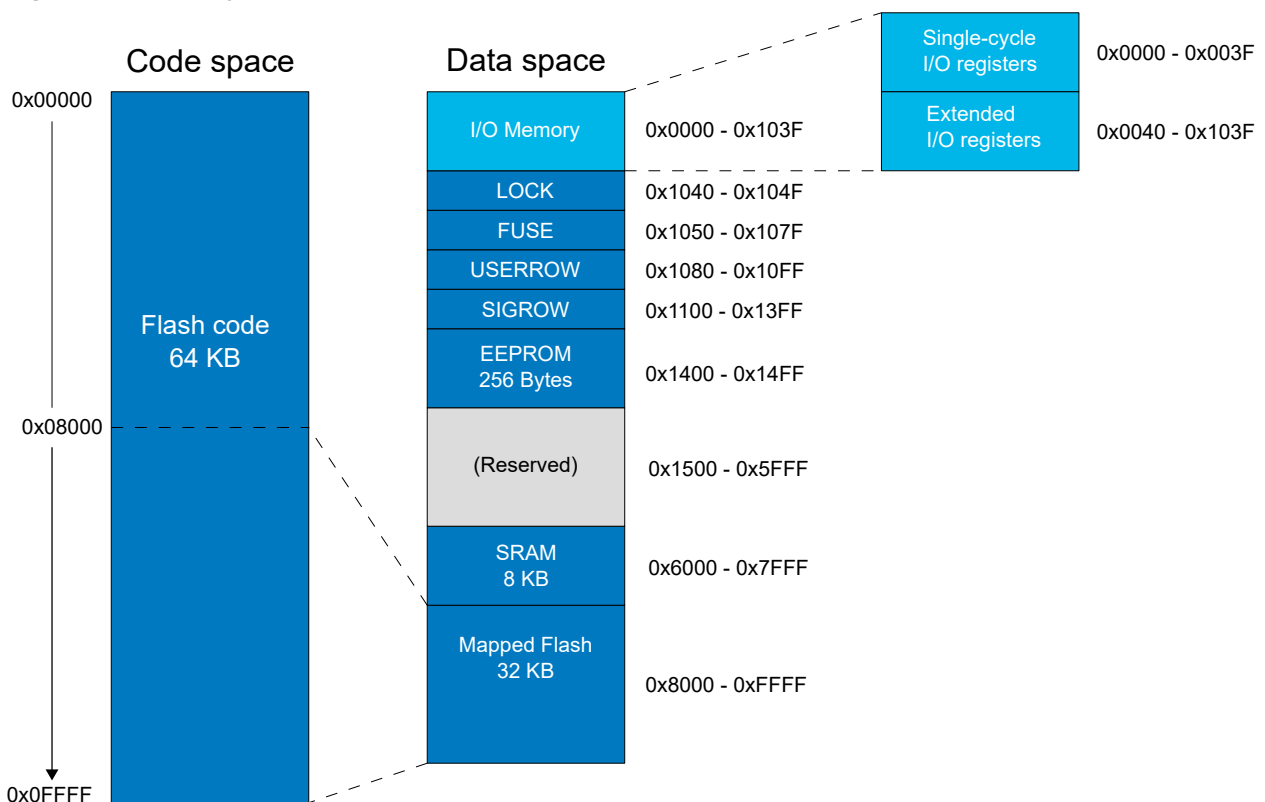 Code space
0x00000
Flash code
64 KB
0x08000
0x0FFFF
Data space
I/O Memory
0x0000 - 0x103F
LOCK
0x1040 - 0x104F
FUSE
0x1050 - 0x107F
USERROW
0x1080 - 0x10FF
SIGROW
0x1100 - 0x13FF
EEPROM
256 Bytes
0x1400 - 0x14FF
(Reserved)
0x1500 - 0x5FFF
SRAM
8 KB
0x6000 - 0x7FFF
Mapped Flash
32 KB
0x8000 - 0xFFFF
Single-cycle
I/O registers
0x0000 - 0x003F
Extended
I/O registers
0x0040 - 0x103F